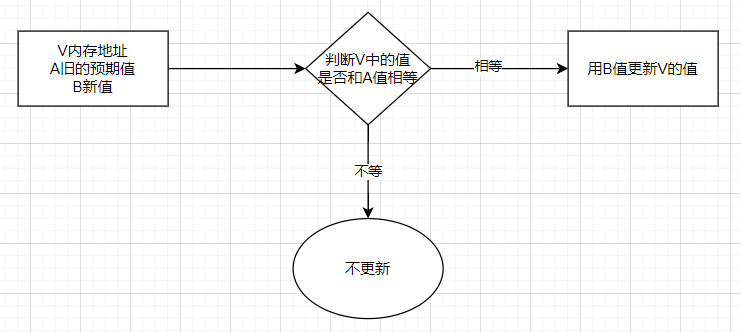 V内存地址
A旧的预期值
B新值
判断V中的值
是否和A值相等
相等
用B值更新V的值
不等
不更新